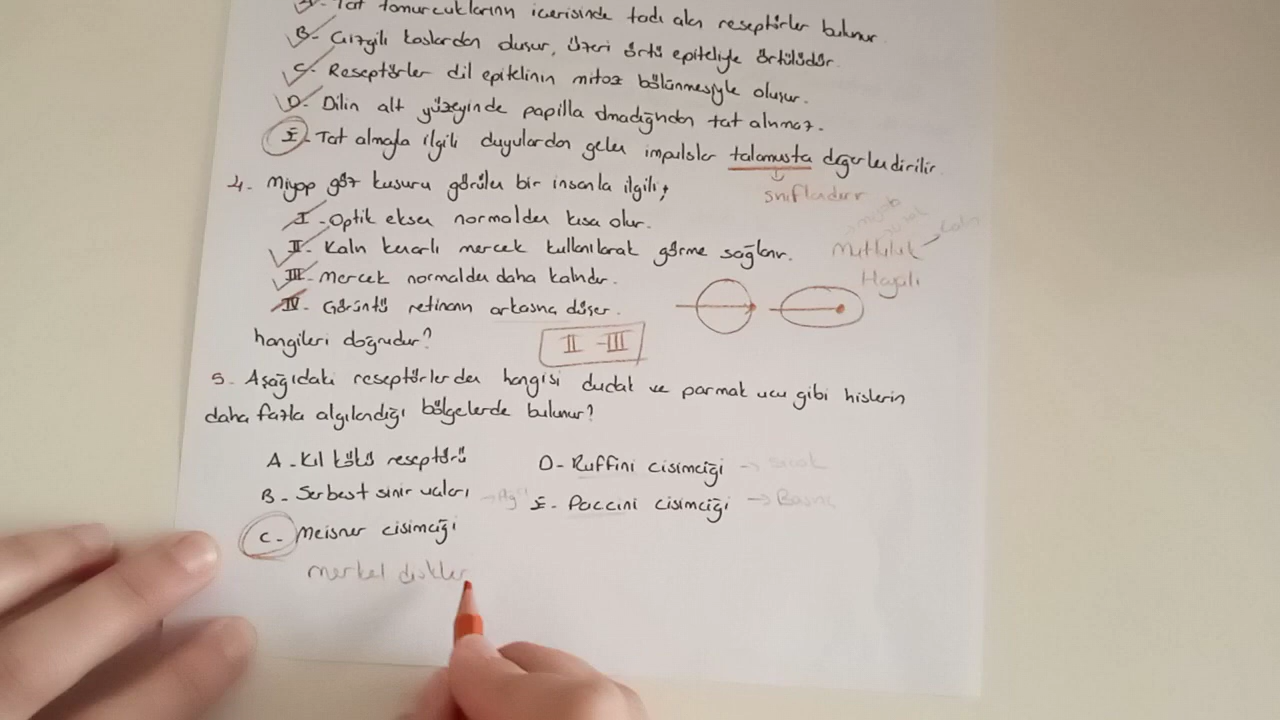 A- Tat tomurcuklarının içerisinde tadı alan reseptörler bulunur
B- Çizgili kaslardan oluşur, üzeri örtü epiteliyle örtülüdür.
C- Reseptörler dil epitelinin mitoz bölünmesiyle oluşur.
D- Dilin alt yüzeyinde papilla olmadığından tat alınmaz.
E- Tat almayla ilgili duyulardan gelen impulslar talamusta değerlendirilir.
sınıflandırır
4- Miyop göz kusuru görülen bir insanla ilgili;
I- Optik eksen normalden kısa olur.
II- Kalın kenarlı mercek kullanılarak görme sağlanır.
III- Mercek normalden daha kalındır.
IV- Görüntü retinanın arkasına düşer.
Mutluluk
Hayali
hangileri doğrudur?
II - III
5- Aşağıdaki reseptörlerden hangisi dudak ve parmak ucu gibi hislerin
daha fazla algılandığı bölgelerde bulunur?
A - Kıl kökü reseptörü
B - Serbest sinir uçları → Ağrı
C - Meisner cisimciği
D- Ruffini cisimciği → Sıcak
E- Paccini cisimciği → Basınç
merkel diskler